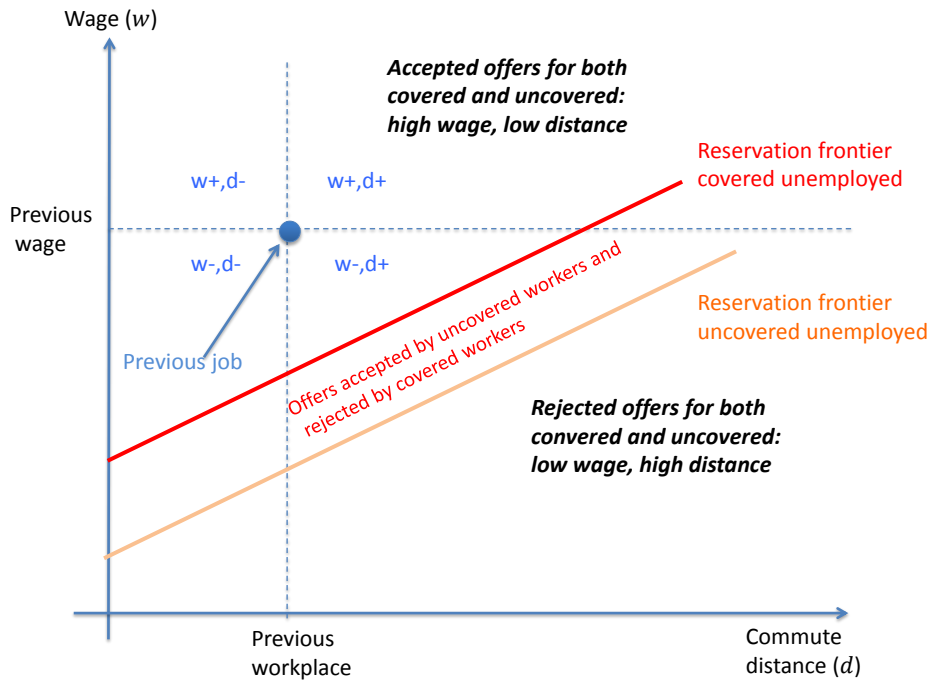 Wage (w)
Accepted offers for both
covered and uncovered:
high wage, low distance
Reservation frontier
covered unemployed
w+,d-
w+,d+
Previous
wage
w-,d-
w-,d+
Reservation frontier
uncovered unemployed
Previous job
Offers accepted by uncovered workers and
rejected by covered workers
Rejected offers for both
convered and uncovered:
low wage, high distance
Previous
workplace
Commute
distance (d)